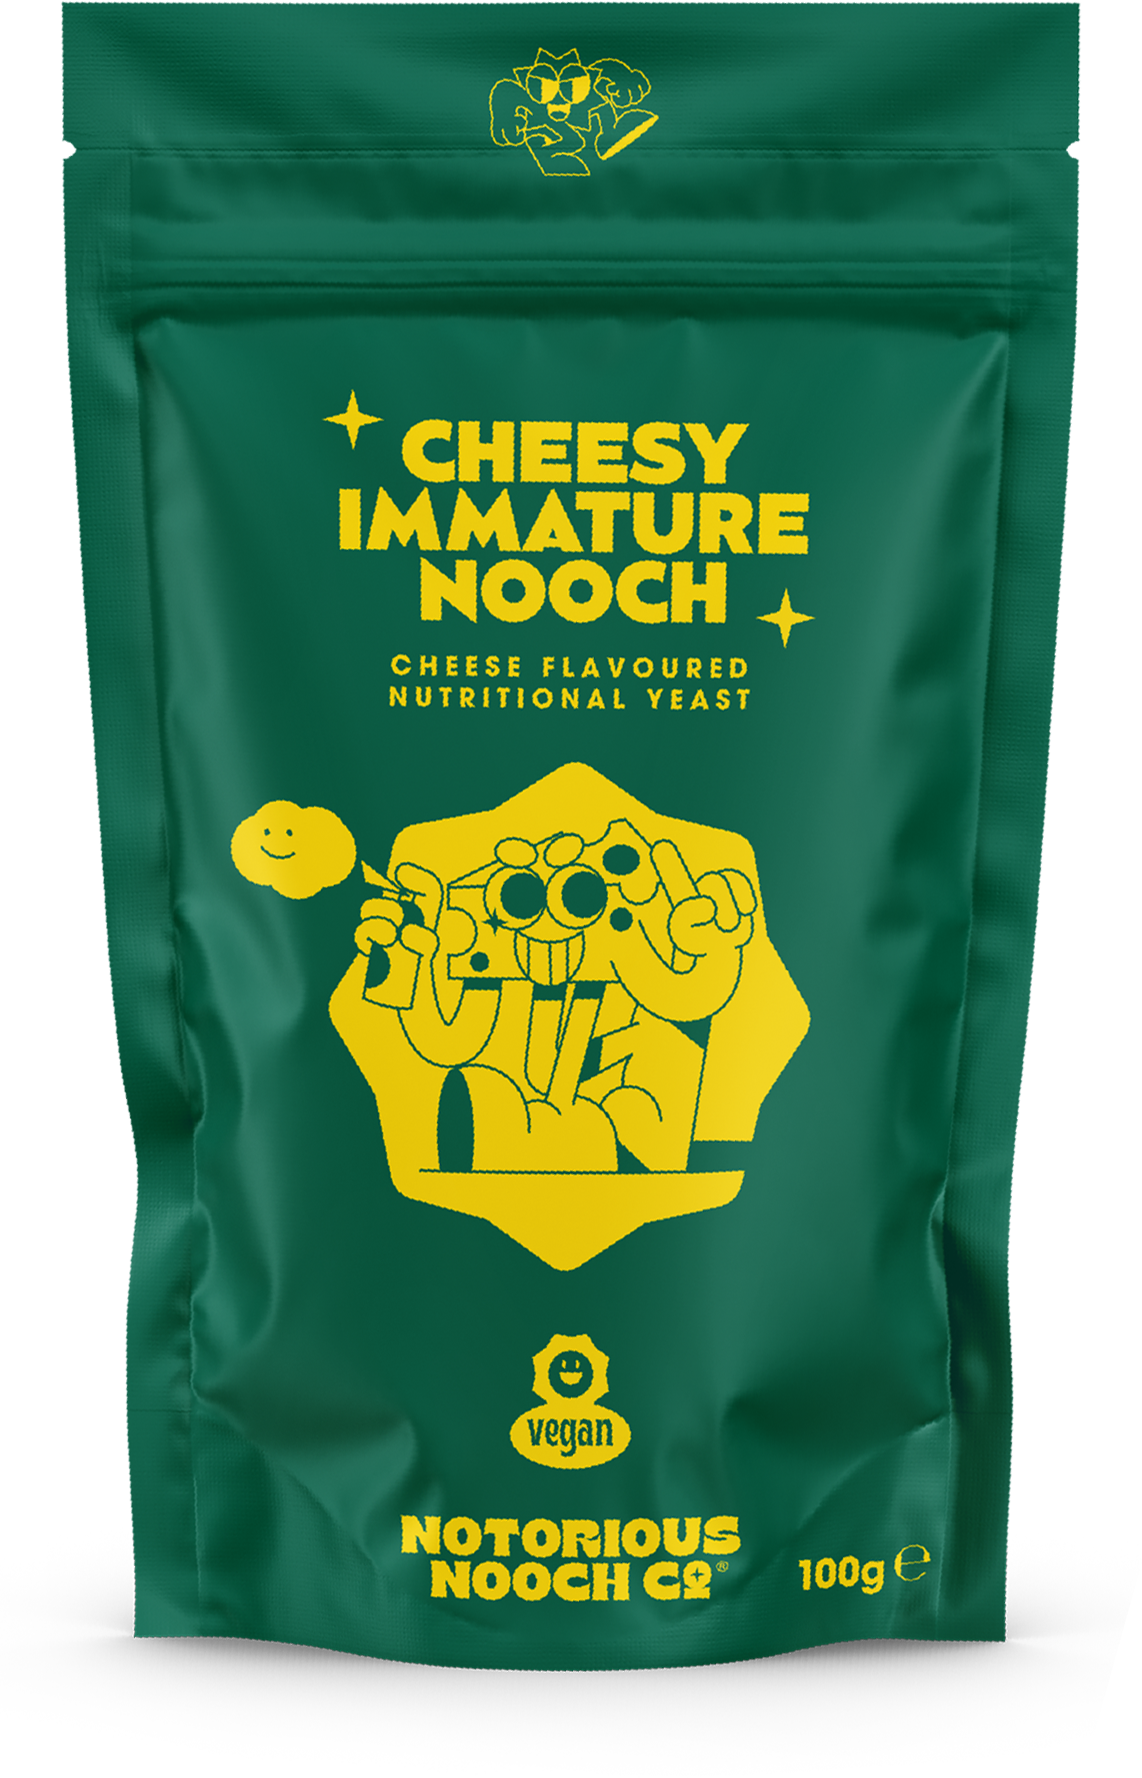 CHEESY
IMMATURE
NOOCH
CHEESE FLAVOURED
NUTRITIONAL YEAST
vegan
NOTORIOUS
NOOCH Co®
100g ℮